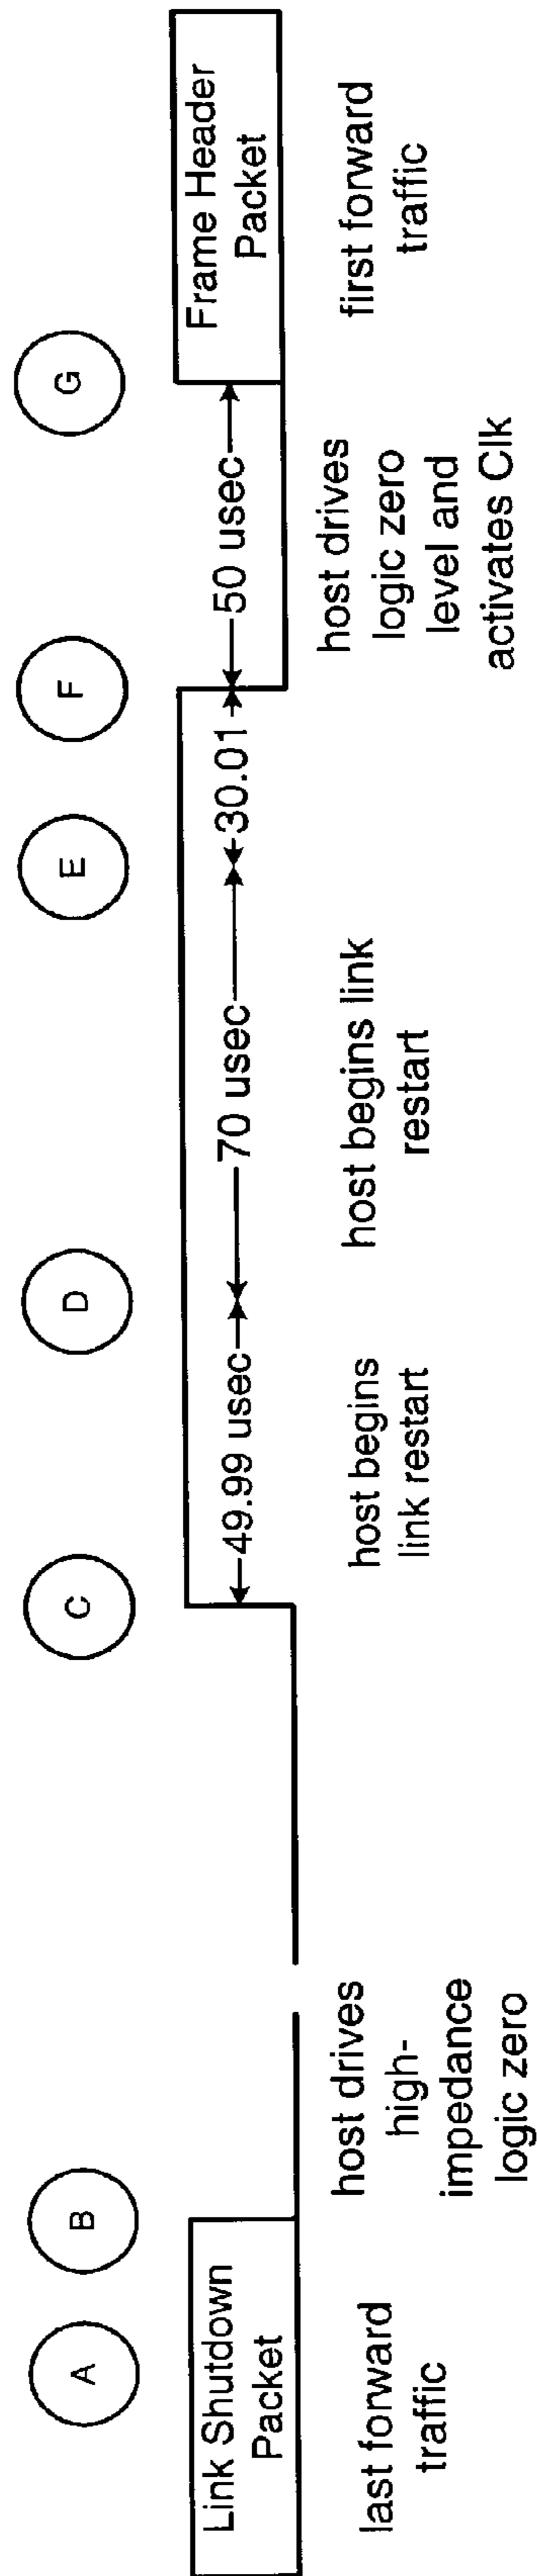 A
B
C
D
E
F
G
Link Shutdown
Packet
49.99 usec
70 usec
30.01
50 usec
Frame Header
Packet
last forward
traffic
host drives
high-
impedance
logic zero
host begins
link restart
host begins link
restart
host drives
logic zero
level and
activates Clk
first forward
traffic